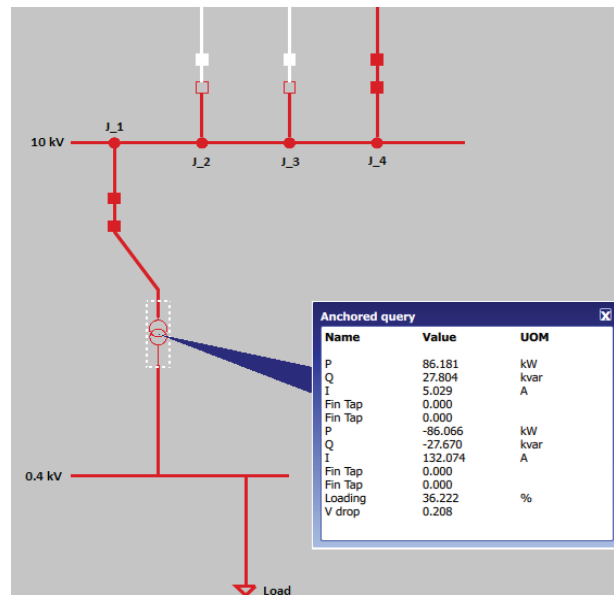 J_1
10 kV
J_2
J_3
J_4
Anchored query X
Name Value UOM
P 86.181 kW
Q 27.804 kvar
I 5.029 A
Fin Tap 0.000
Fin Tap 0.000
P -86.066 kW
Q -27.670 kvar
I 132.074 A
Fin Tap 0.000
Fin Tap 0.000
Loading 36.222 %
V drop 0.208
0.4 kV
Load